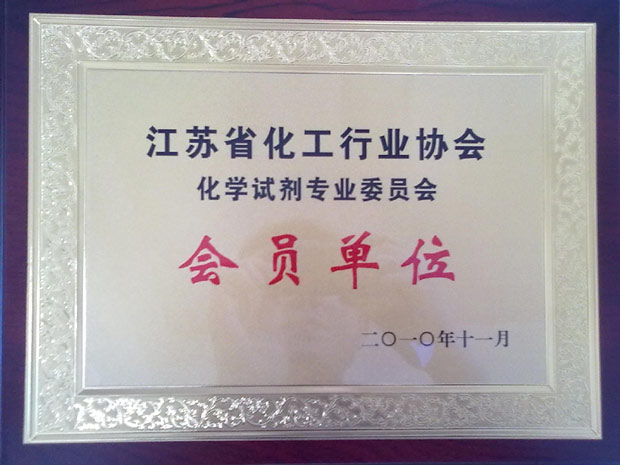 江苏省化工行业协会
化学试剂专业委员会
会员单位
二〇一〇年十一月